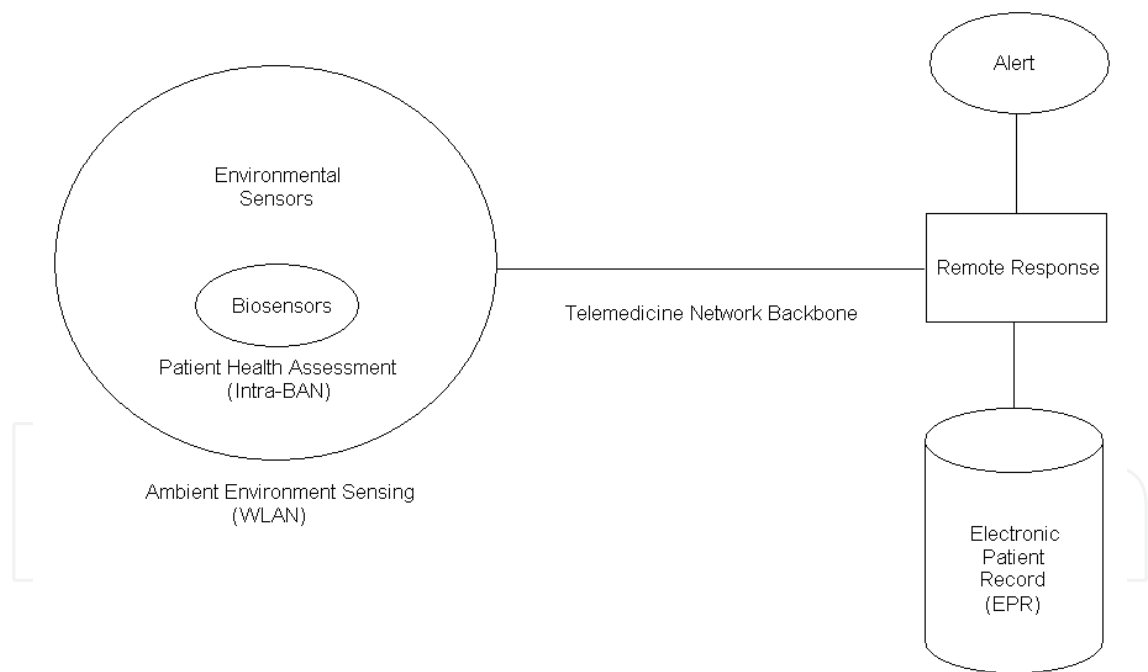 Alert
Environmental
Sensors
Remote Response
Biosensors
Telemedicine Network Backbone
Patient Health Assessment
(Intra-BAN)
Ambient Environment Sensing
(WLAN)
Electronic
Patient
Record
(EPR)